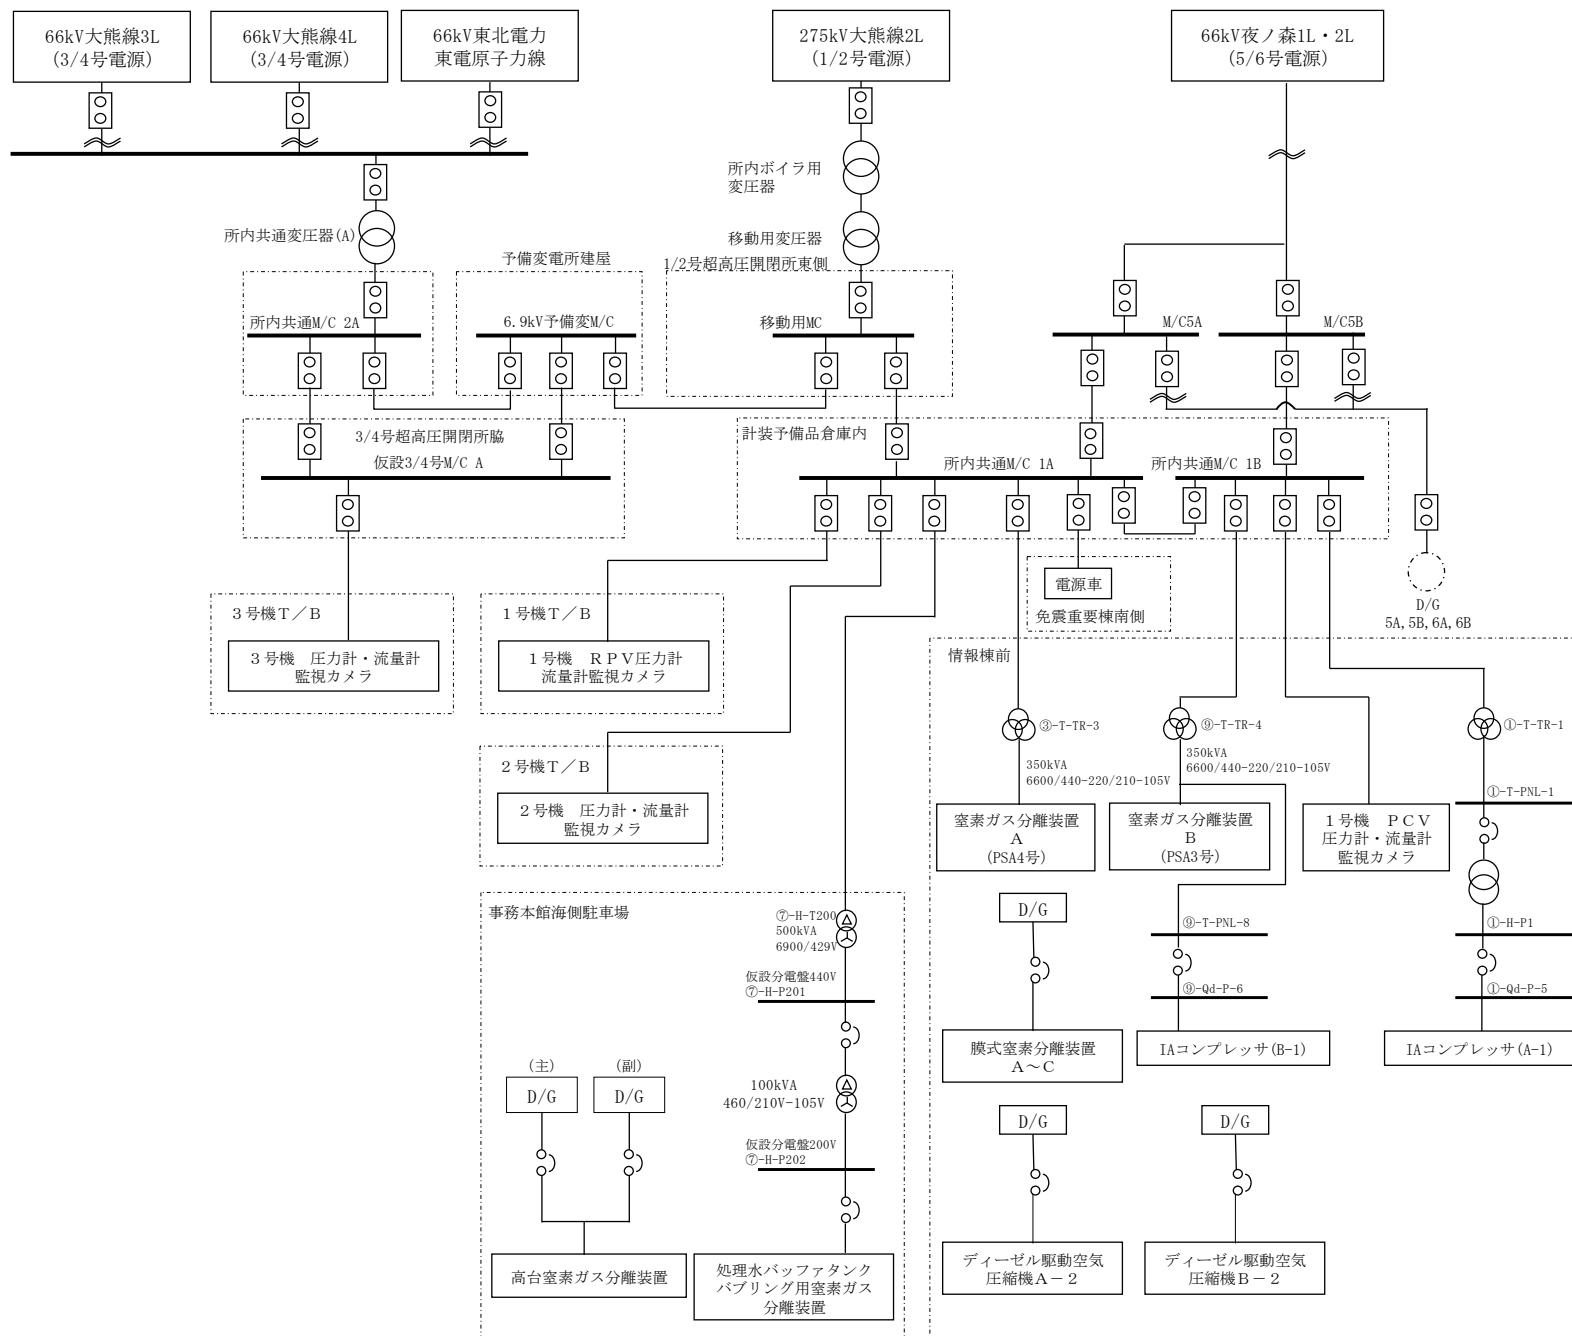 66kV大熊線3L
(3/4号電源)
66kV大熊線4L
(3/4号電源)
66kV東北電力
東電原子力線
275kV大熊線2L
(1/2号電源)
66kV夜ノ森1L・2L
(5/6号電源)
所内ボイラ用
変圧器
所内共通変圧器(A)
移動用変圧器
予備変電所建屋
1/2号超高圧開閉所東側
所内共通M/C 2A
6.9kV予備変M/C
移動用MC
M/C5A
M/C5B
3/4号超高圧開閉所脇
仮設3/4号M/C A
計装予備品倉庫内
所内共通M/C 1A
所内共通M/C 1B
電源車
免震重要棟南側
D/G
5A,5B,6A,6B
3号機T/B
3号機 圧力計・流量計
監視カメラ
1号機T/B
1号機 RPV圧力計
流量計監視カメラ
情報棟前
2号機T/B
2号機 圧力計・流量計
監視カメラ
③-T-TR-3
350kVA
6600/440-220/210-105V
⑨-T-TR-4
350kVA
6600/440-220/210-105V
①-T-TR-1
①-T-PNL-1
窒素ガス分離装置
A
(PSA4号)
窒素ガス分離装置
B
(PSA3号)
1号機 PCV
圧力計・流量計
監視カメラ
事務本館海側駐車場
⑦-H-T200
500kVA
6900/429V
D/G
⑨-T-PNL-8
①-H-P1
仮設分電盤440V
⑦-H-P201
⑨-Qd-P-6
①-Qd-P-5
膜式窒素分離装置
A～C
IAコンプレッサ(B-1)
IAコンプレッサ(A-1)
(主)
D/G
(副)
D/G
100kVA
460/210V-105V
仮設分電盤200V
⑦-H-P202
D/G
D/G
高台窒素ガス分離装置
処理水バッファタンク
バブリング用窒素ガス
分離装置
ディーゼル駆動空気
圧縮機A－2
ディーゼル駆動空気
圧縮機B－2